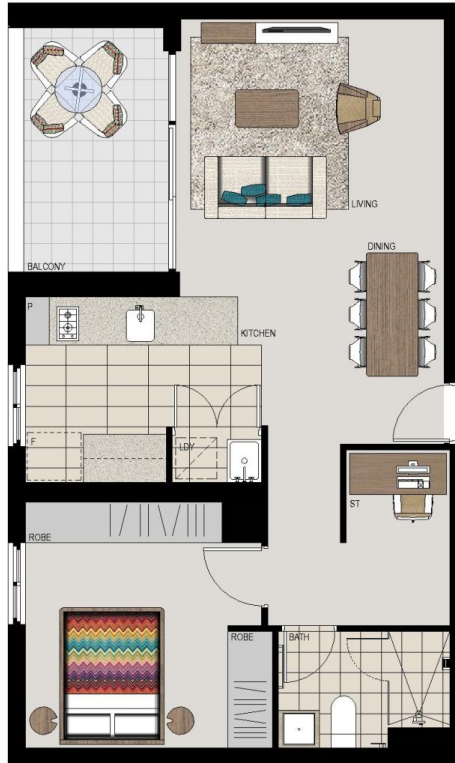 LIVING
DINING
BALCONY
P
KITCHEN
F
LDY
ST
ROBE
ROBE
BATH